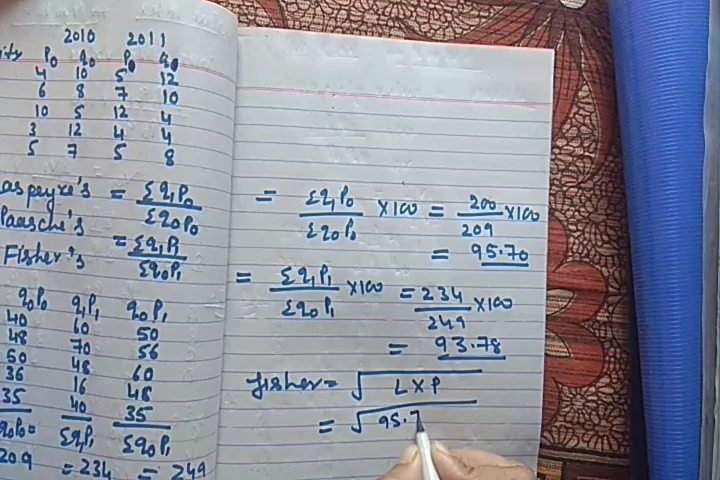 2010 2011
ity P0 q0 P0 q0
4 10 5 12
6 8 7 10
10 5 12 4
3 12 4 4
5 7 5 8
aspeyre's = Σq1P0 / Σq0P0
Paasche's
Fisher's = Σq1P1 / Σq0P1
q0P0 q1P1 q0P1
40 60 50
48 70 56
50 48 60
36 16 48
35 40 35
q0P0= Σq1P1 Σq0P1
209 =234 = 249
= Σq1P0 / Σq0P0 ×100 = 200/209 ×100
= 95.70
= Σq1P1 / Σq0P1 ×100 = 234/249 ×100
= 93.78
fisher = √L×P
= √95.7